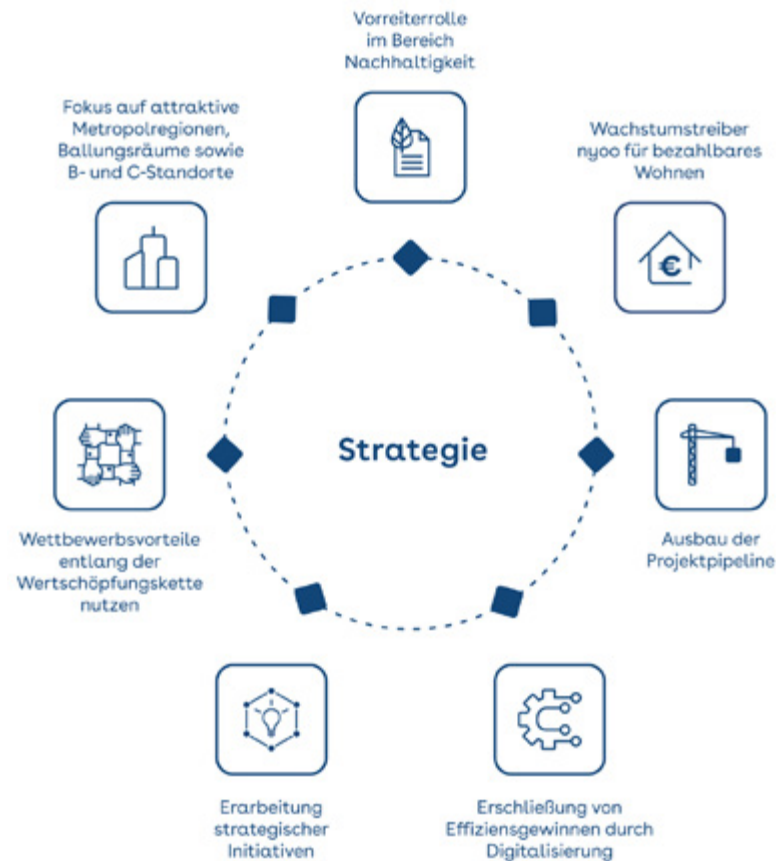 Vorreiterrolle
im Bereich
Nachhaltigkeit
Fokus auf attraktive
Metropolregionen,
Ballungsräume sowie
B- und C-Standorte
Wachstumstreiber
nyoo für bezahlbares
Wohnen
€
Strategie
Wettbewerbsvorteile
entlang der
Wertschöpfungskette
nutzen
Ausbau der
Projektpipeline
Erarbeitung
strategischer
Initiativen
Erschließung von
Effiziensgewinnen durch
Digitalisierung